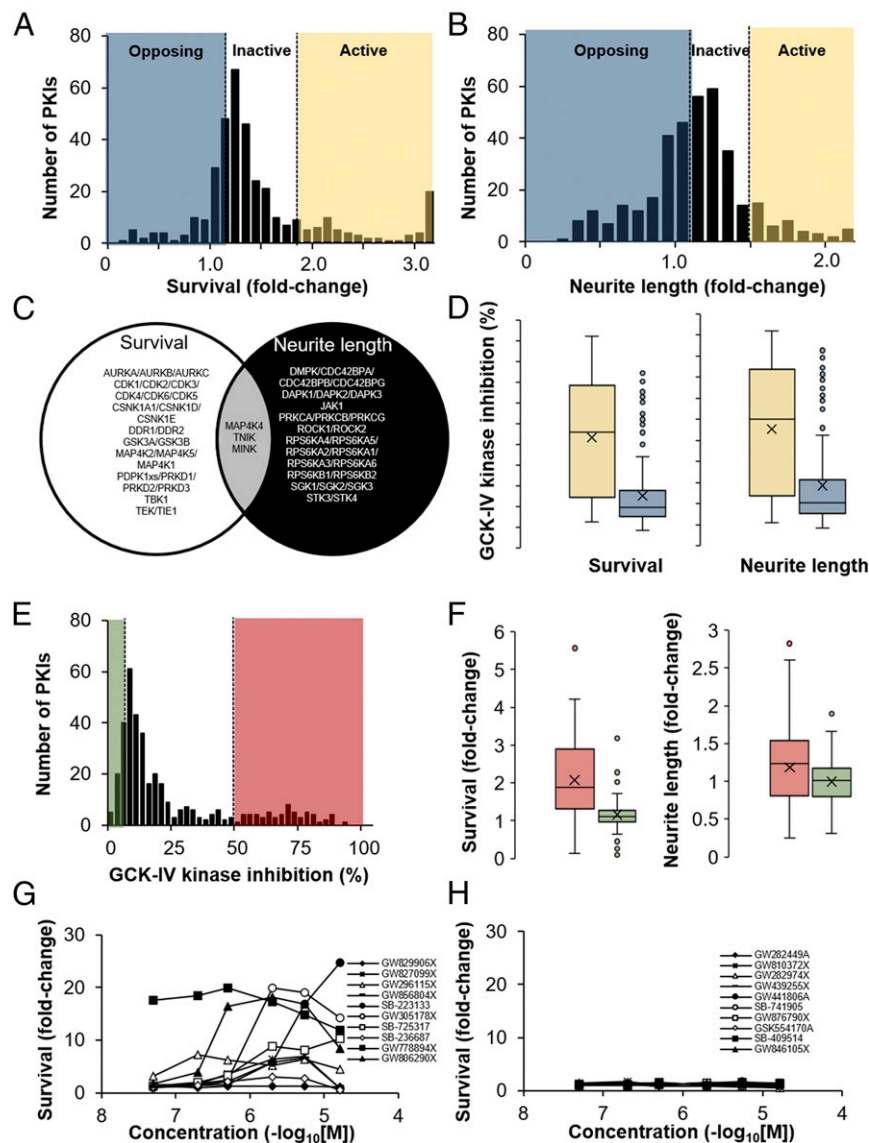 A
Number of PKIs
80
60
40
20
0
Opposing
Inactive
Active
0
1.0
2.0
3.0
Survival (fold-change)
B
Number of PKIs
80
60
40
20
0
Opposing
Inactive
Active
0
1.0
2.0
Neurite length (fold-change)
C
Survival
AURKA/AURKB/AURKC
CDK1/CDK2/CDK3/
CDK4/CDK6/CDK5
CSNK1A1/CSNK1D/
CSNK1E
DDR1/DDR2
GSK3A/GSK3B
MAP4K2/MAP4K5/
MAP4K1
PDPK1xs/PRKD1/
PRKD2/PRKD3
TBK1
TEK/TIE1
MAP4K4
TNIK
MINK
Neurite length
DMPK/CDC42BPA/
CDC42BPB/CDC42BPG
DAPK1/DAPK2/DAPK3
JAK1
PRKCA/PRKCB/PRKCG
ROCK1/ROCK2
RPS6KA4/RPS6KA5/
RPS6KA2/RPS6KA1/
RPS6KA3/RPS6KA6
RPS6KB1/RPS6KB2
SGK1/SGK2/SGK3
STK3/STK4
D
GCK-IV kinase inhibition (%)
Survival
Neurite length
E
Number of PKIs
80
60
40
20
0
0
25
50
75
100
GCK-IV kinase inhibition (%)
F
Survival (fold-change)
6
5
4
3
2
1
0
Neurite length (fold-change)
3
2.5
2
1.5
1
0.5
0
G
Survival (fold-change)
30
20
10
0
8
7
6
5
4
Concentration (-log10[M])
GW829906X
GW827099X
GW296115X
GW856804X
SB-223133
GW305178X
SB-725317
SB-236687
GW778894X
GW806290X
H
Survival (fold-change)
30
20
10
0
8
7
6
5
4
Concentration (-log10[M])
GW282449A
GW810372X
GW282974X
GW439255X
GW441806A
SB-741905
GW876790X
GSK554170A
SB-409514
GW846105X